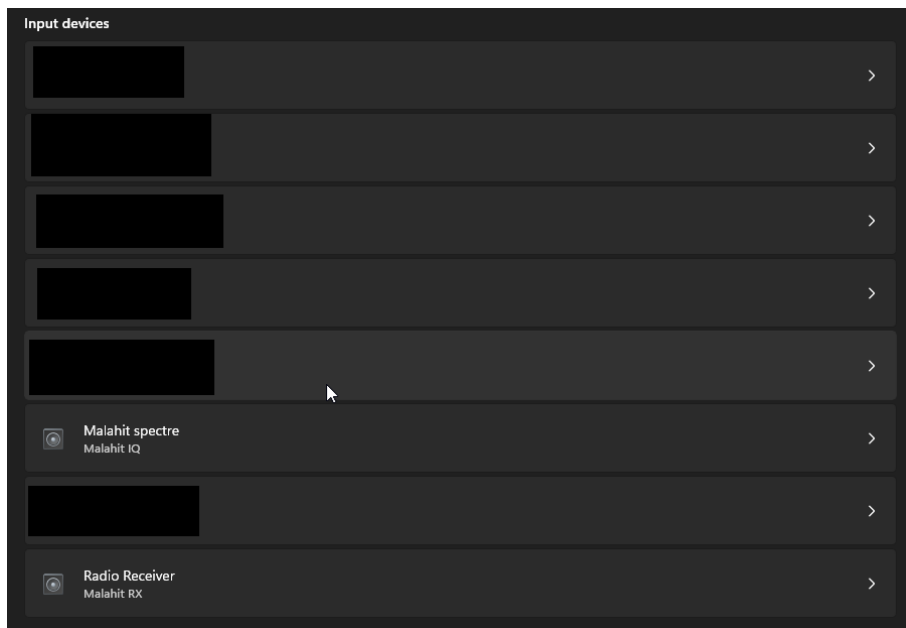 Input devices
Malahit spectre
Malahit IQ
Radio Receiver
Malahit RX